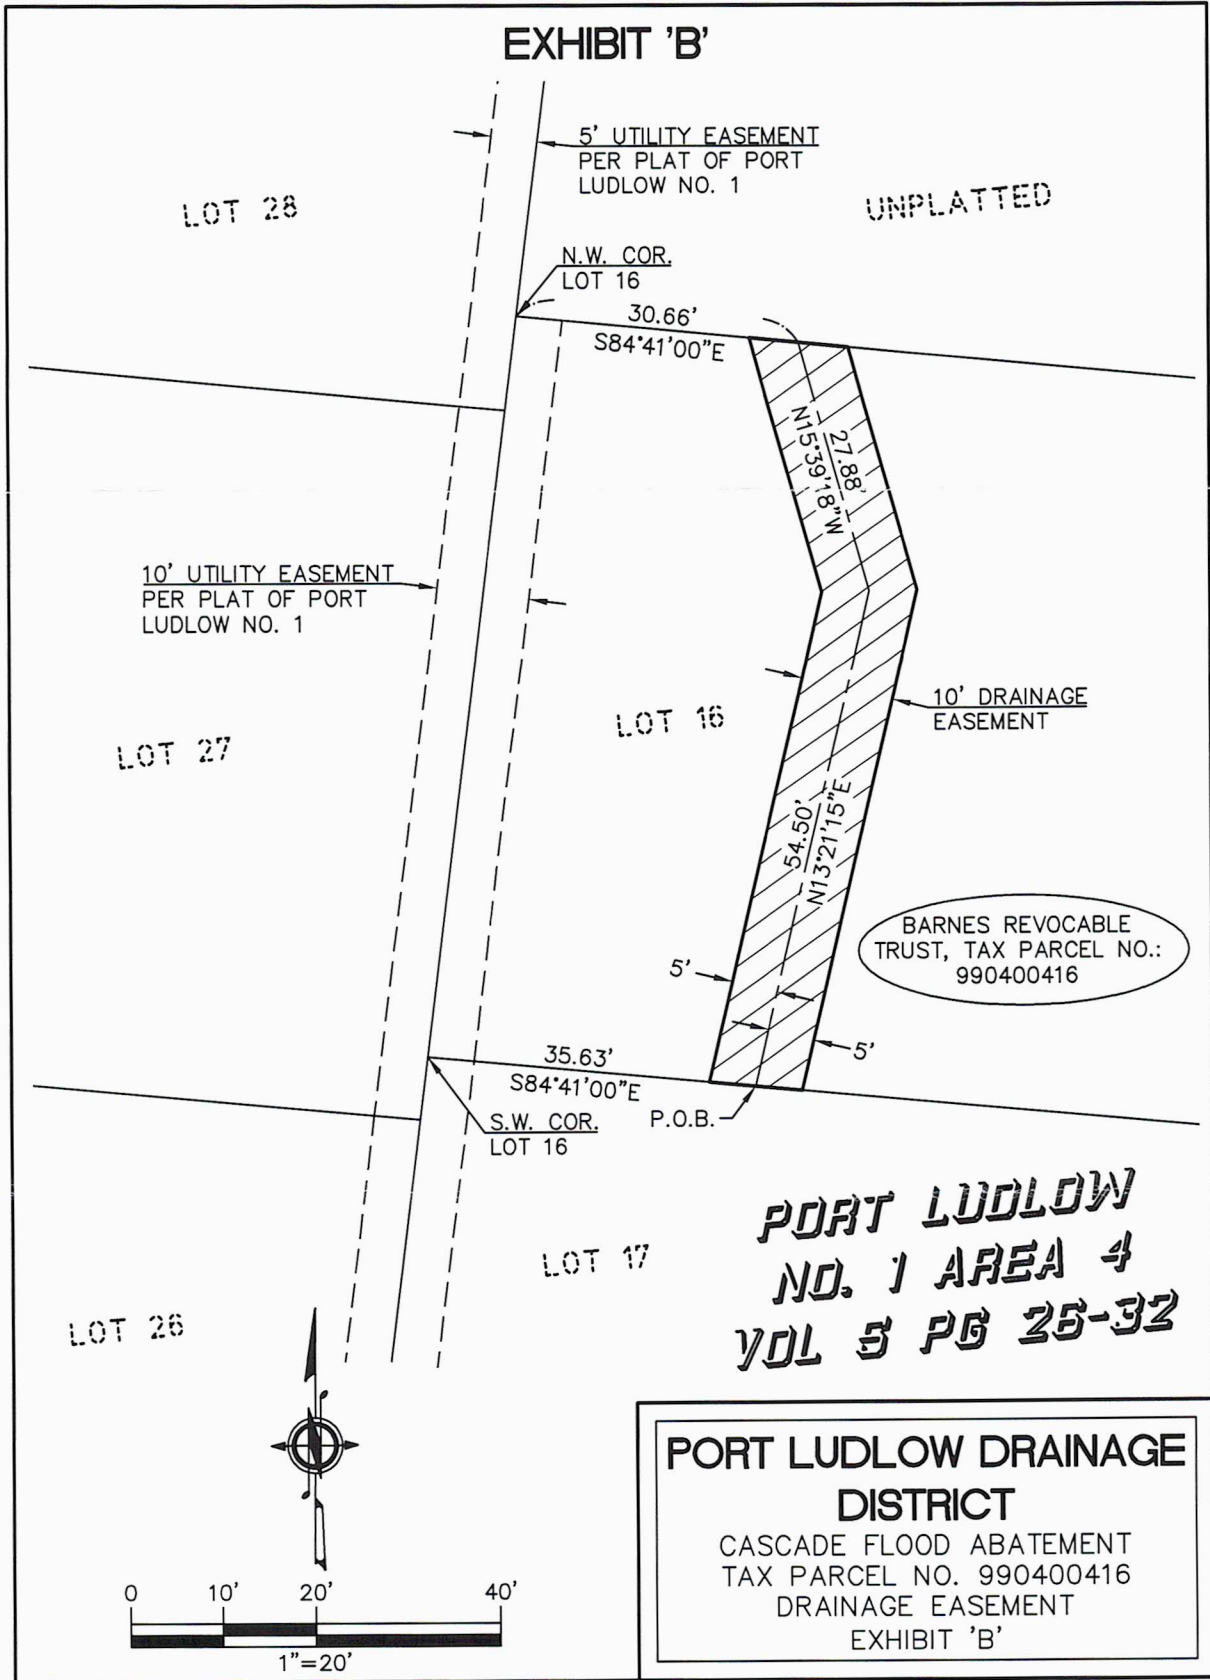 EXHIBIT 'B'
5' UTILITY EASEMENT
PER PLAT OF PORT
LUDLOW NO. 1
LOT 28
UNPLATTED
N.W. COR.
LOT 16
30.66'
S84°41'00"E
27.88'
N15°39'18"W
10' UTILITY EASEMENT
PER PLAT OF PORT
LUDLOW NO. 1
LOT 27
LOT 16
10' DRAINAGE
EASEMENT
54.50'
N13°21'15"E
BARNES REVOCABLE
TRUST, TAX PARCEL NO.:
990400416
5'
5'
35.63'
S84°41'00"E
S.W. COR.
LOT 16
P.O.B.
LOT 17
LOT 26
PORT LUDLOW
NO. 1 AREA 4
VOL 5 PG 26-32
0 10' 20' 40'
1"=20'
PORT LUDLOW DRAINAGE
DISTRICT
CASCADE FLOOD ABATEMENT
TAX PARCEL NO. 990400416
DRAINAGE EASEMENT
EXHIBIT 'B'